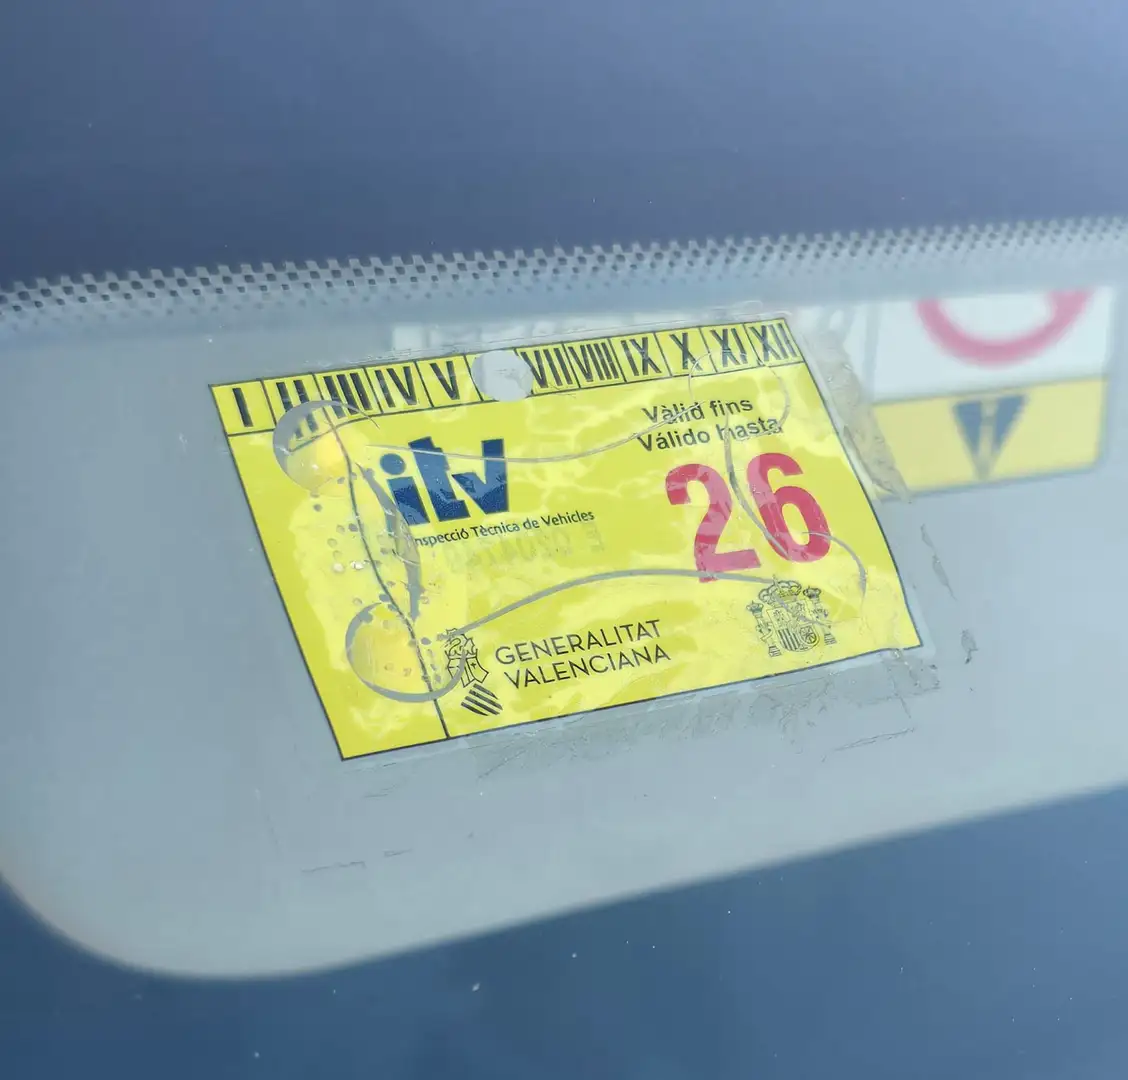 I II III IV V VII VIII IX X XI XII
Vàlid fins
Válido hasta
itv
26
Inspecció Tècnica de Vehicles
GENERALITAT
VALENCIANA